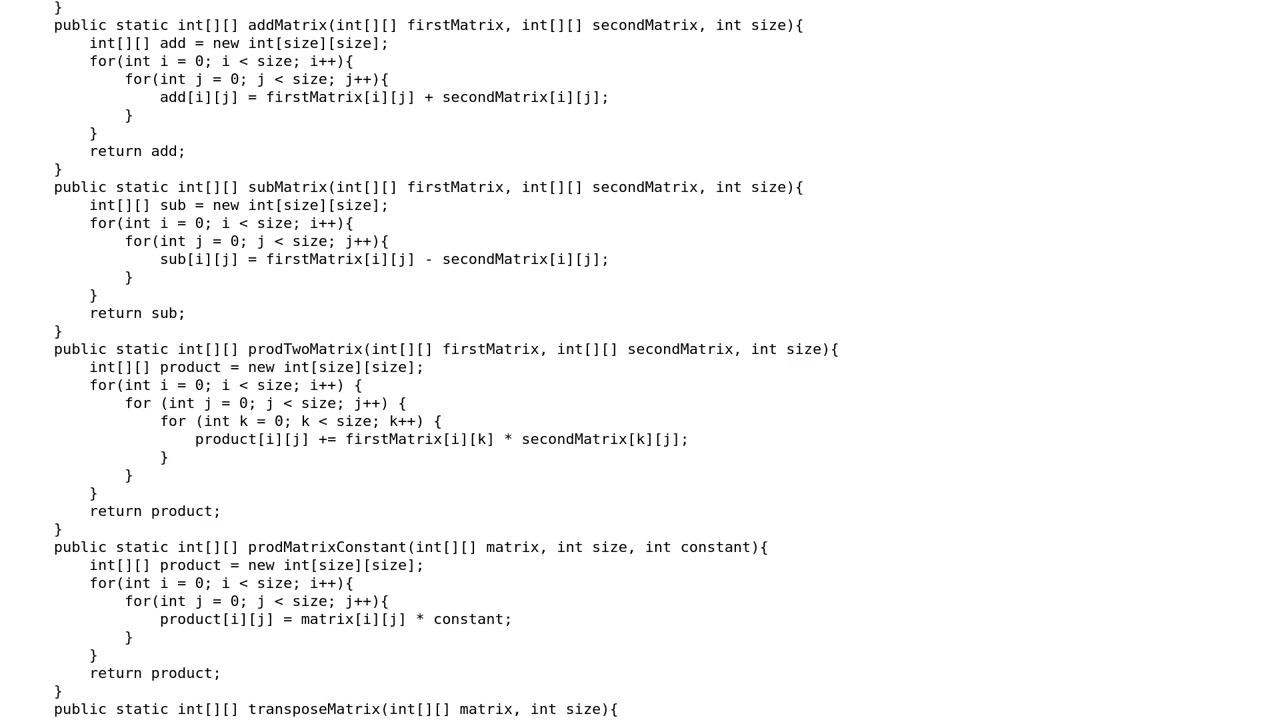 }
    public static int[][] addMatrix(int[][] firstMatrix, int[][] secondMatrix, int size){
        int[][] add = new int[size][size];
        for(int i = 0; i < size; i++){
            for(int j = 0; j < size; j++){
                add[i][j] = firstMatrix[i][j] + secondMatrix[i][j];
            }
        }
        return add;
    }
    public static int[][] subMatrix(int[][] firstMatrix, int[][] secondMatrix, int size){
        int[][] sub = new int[size][size];
        for(int i = 0; i < size; i++){
            for(int j = 0; j < size; j++){
                sub[i][j] = firstMatrix[i][j] - secondMatrix[i][j];
            }
        }
        return sub;
    }
    public static int[][] prodTwoMatrix(int[][] firstMatrix, int[][] secondMatrix, int size){
        int[][] product = new int[size][size];
        for(int i = 0; i < size; i++) {
            for (int j = 0; j < size; j++) {
                for (int k = 0; k < size; k++) {
                    product[i][j] += firstMatrix[i][k] * secondMatrix[k][j];
                }
            }
        }
        return product;
    }
    public static int[][] prodMatrixConstant(int[][] matrix, int size, int constant){
        int[][] product = new int[size][size];
        for(int i = 0; i < size; i++){
            for(int j = 0; j < size; j++){
                product[i][j] = matrix[i][j] * constant;
            }
        }
        return product;
    }
    public static int[][] transposeMatrix(int[][] matrix, int size){